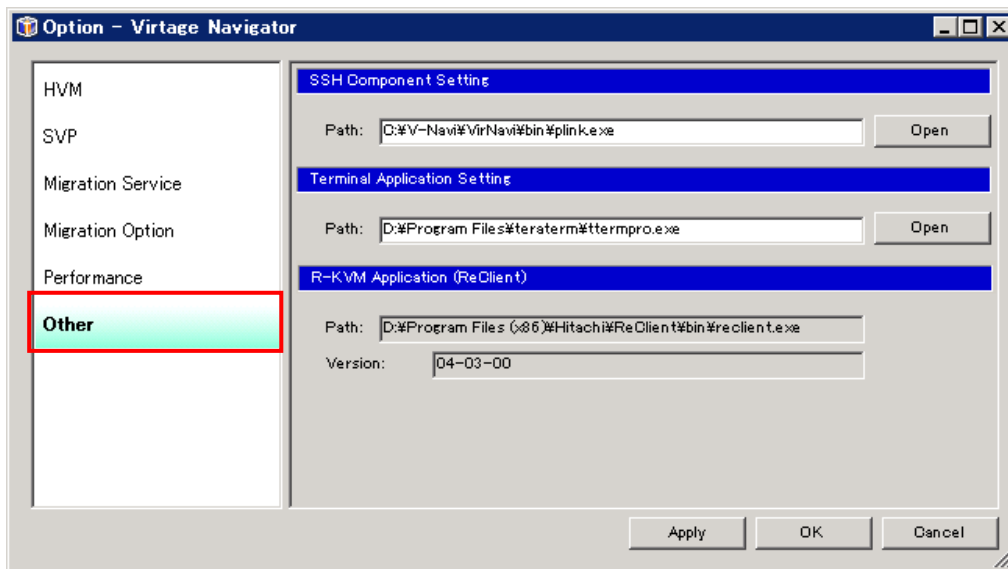 Option - Virtage Navigator
HVM
SVP
Migration Service
Migration Option
Performance
Other
SSH Component Setting
Path: C:¥V-Navi¥VirNavi¥bin¥plink.exe Open
Terminal Application Setting
Path: D:¥Program Files¥teraterm¥ttermpro.exe Open
R-KVM Application (ReClient)
Path: D:¥Program Files (x86)¥Hitachi¥ReClient¥bin¥reclient.exe
Version: 04-03-00
Apply OK Cancel